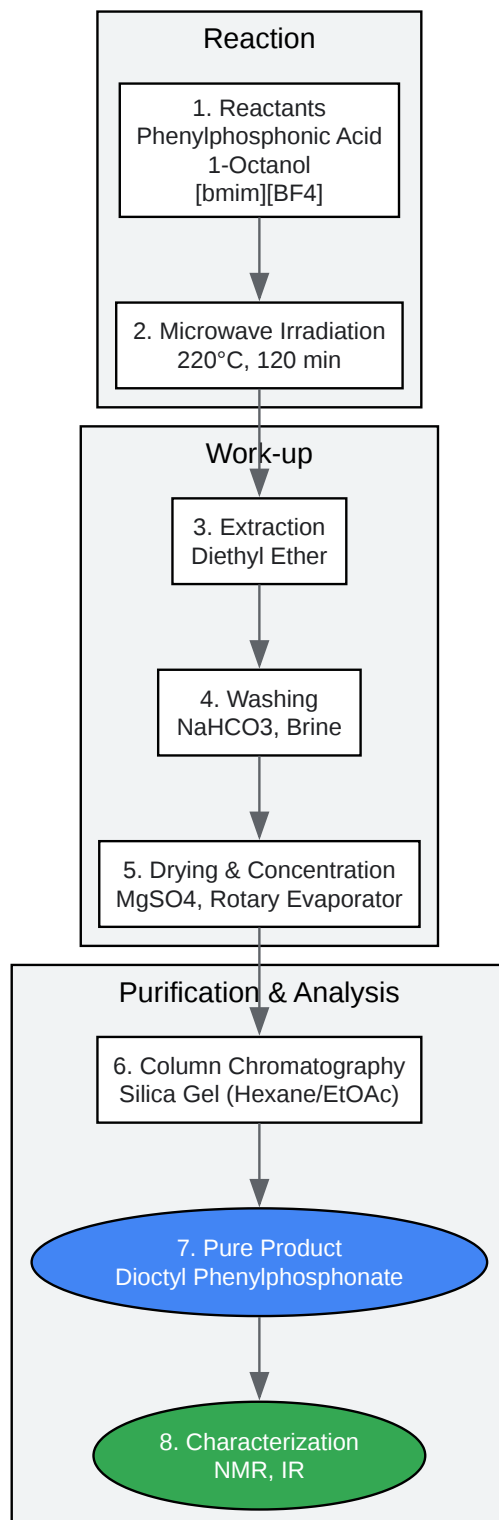 Reaction
1. Reactants
Phenylphosphonic Acid
1-Octanol
[bmim][BF4]
2. Microwave Irradiation
220°C, 120 min
Work-up
3. Extraction
Diethyl Ether
4. Washing
NaHCO3, Brine
5. Drying & Concentration
MgSO4, Rotary Evaporator
Purification & Analysis
6. Column Chromatography
Silica Gel (Hexane/EtOAc)
7. Pure Product
Dioctyl Phenylphosphonate
8. Characterization
NMR, IR